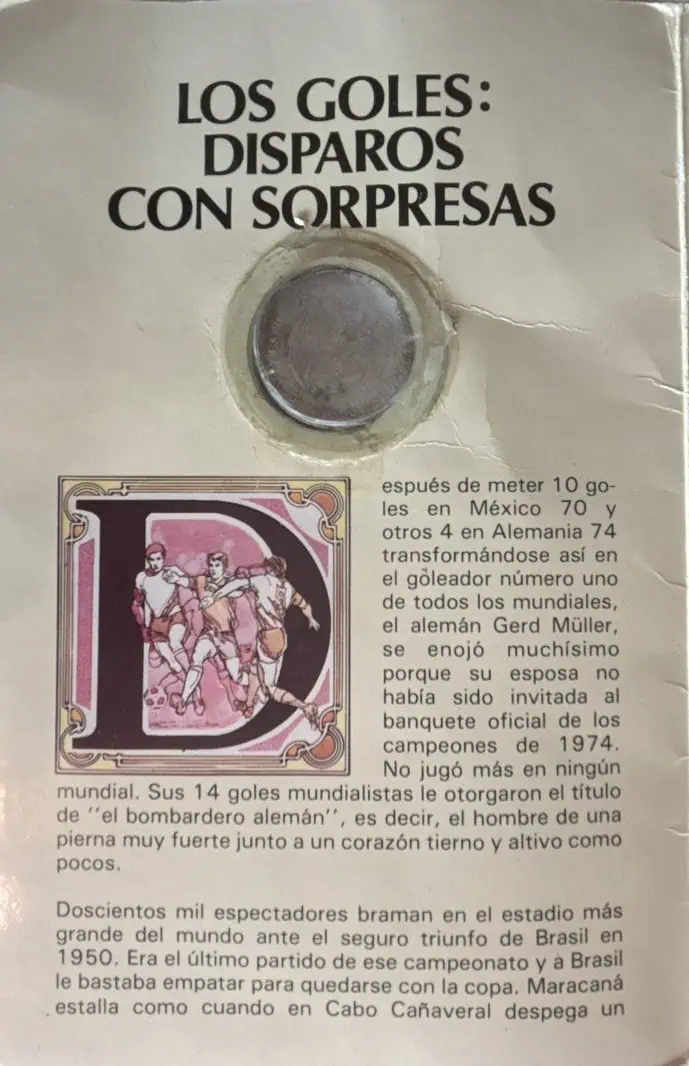 LOS GOLES:
DISPAROS
CON SORPRESAS
Después de meter 10 go-
les en México 70 y
otros 4 en Alemania 74
transformándose así en
el goleador número uno
de todos los mundiales,
el alemán Gerd Müller,
se enojó muchísimo
porque su esposa no
había sido invitada al
banquete oficial de los
campeones de 1974.
No jugó más en ningún
mundial. Sus 14 goles mundialistas le otorgaron el título
de ''el bombardero alemán'', es decir, el hombre de una
pierna muy fuerte junto a un corazón tierno y altivo como
pocos.
Doscientos mil espectadores braman en el estadio más
grande del mundo ante el seguro triunfo de Brasil en
1950. Era el último partido de ese campeonato y a Brasil
le bastaba empatar para quedarse con la copa. Maracaná
estalla como cuando en Cabo Cañaveral despega un